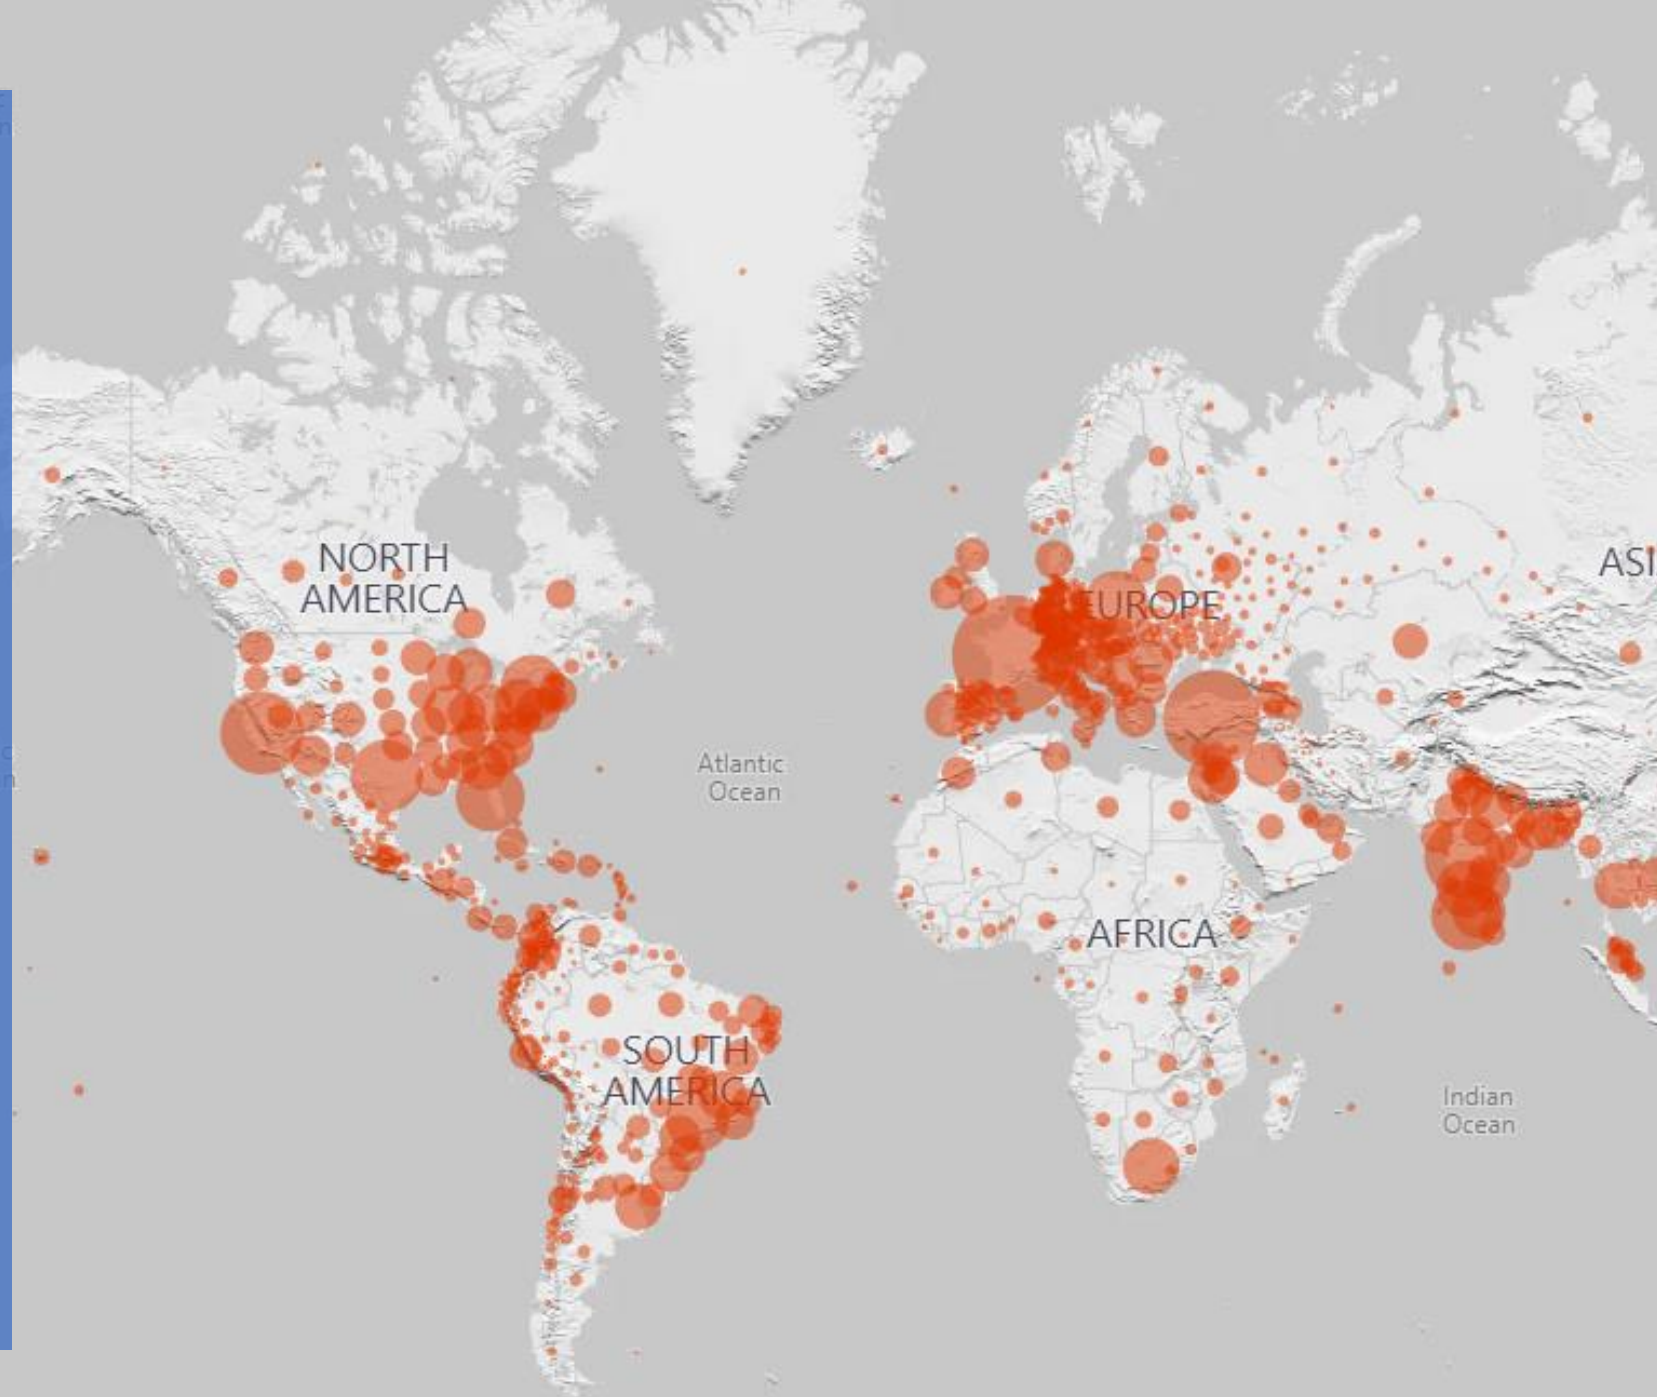 NORTH
AMERICA
EUROPE
ASI
Atlantic
Ocean
AFRICA
SOUTH
AMERICA
Indian
Ocean